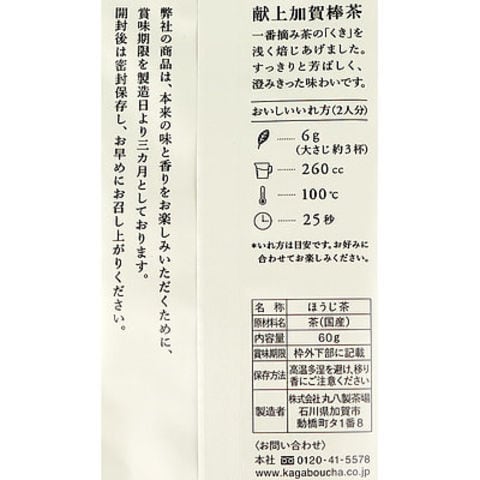 献上加賀棒茶
一番摘み茶の「くき」を
浅く焙じあげました。
すっきりと芳ばしく、
澄みきった味わいです。
おいしいいれ方(2人分)
6g
(大さじ約3杯)
260cc
100℃
25秒
*いれ方は目安です。お好みに
合わせてお楽しみください。
名称 ほうじ茶
原材料名 茶(国産)
内容量 60g
賞味期限 枠外下部に記載
保存方法 高温多湿を避け、移り
香にご注意ください
製造者 株式会社丸八製茶場
石川県加賀市
動橋町タ1番8
〈お問い合わせ〉
本社 0120-41-5578
www.kagaboucha.co.jp
弊社の商品は、本来の味と香りをお楽しみいただくために、
賞味期限を製造日より三カ月としております。
開封後は密封保存し、お早めにお召し上がりください。